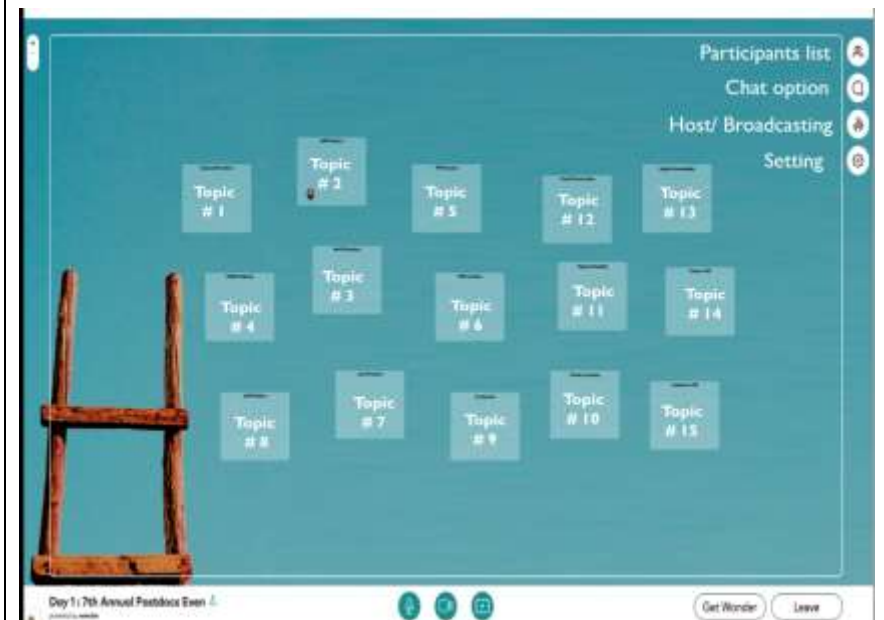 Participants list
Chat option
Host/ Broadcasting
Setting
Topic
# 1
Topic
# 2
Topic
# 5
Topic
# 12
Topic
# 13
Topic
# 4
Topic
# 3
Topic
# 6
Topic
# 11
Topic
# 14
Topic
# 8
Topic
# 7
Topic
# 9
Topic
# 10
Topic
# 15
Day 1: 7th Annual Postdocs Even
Get Wonder
Leave